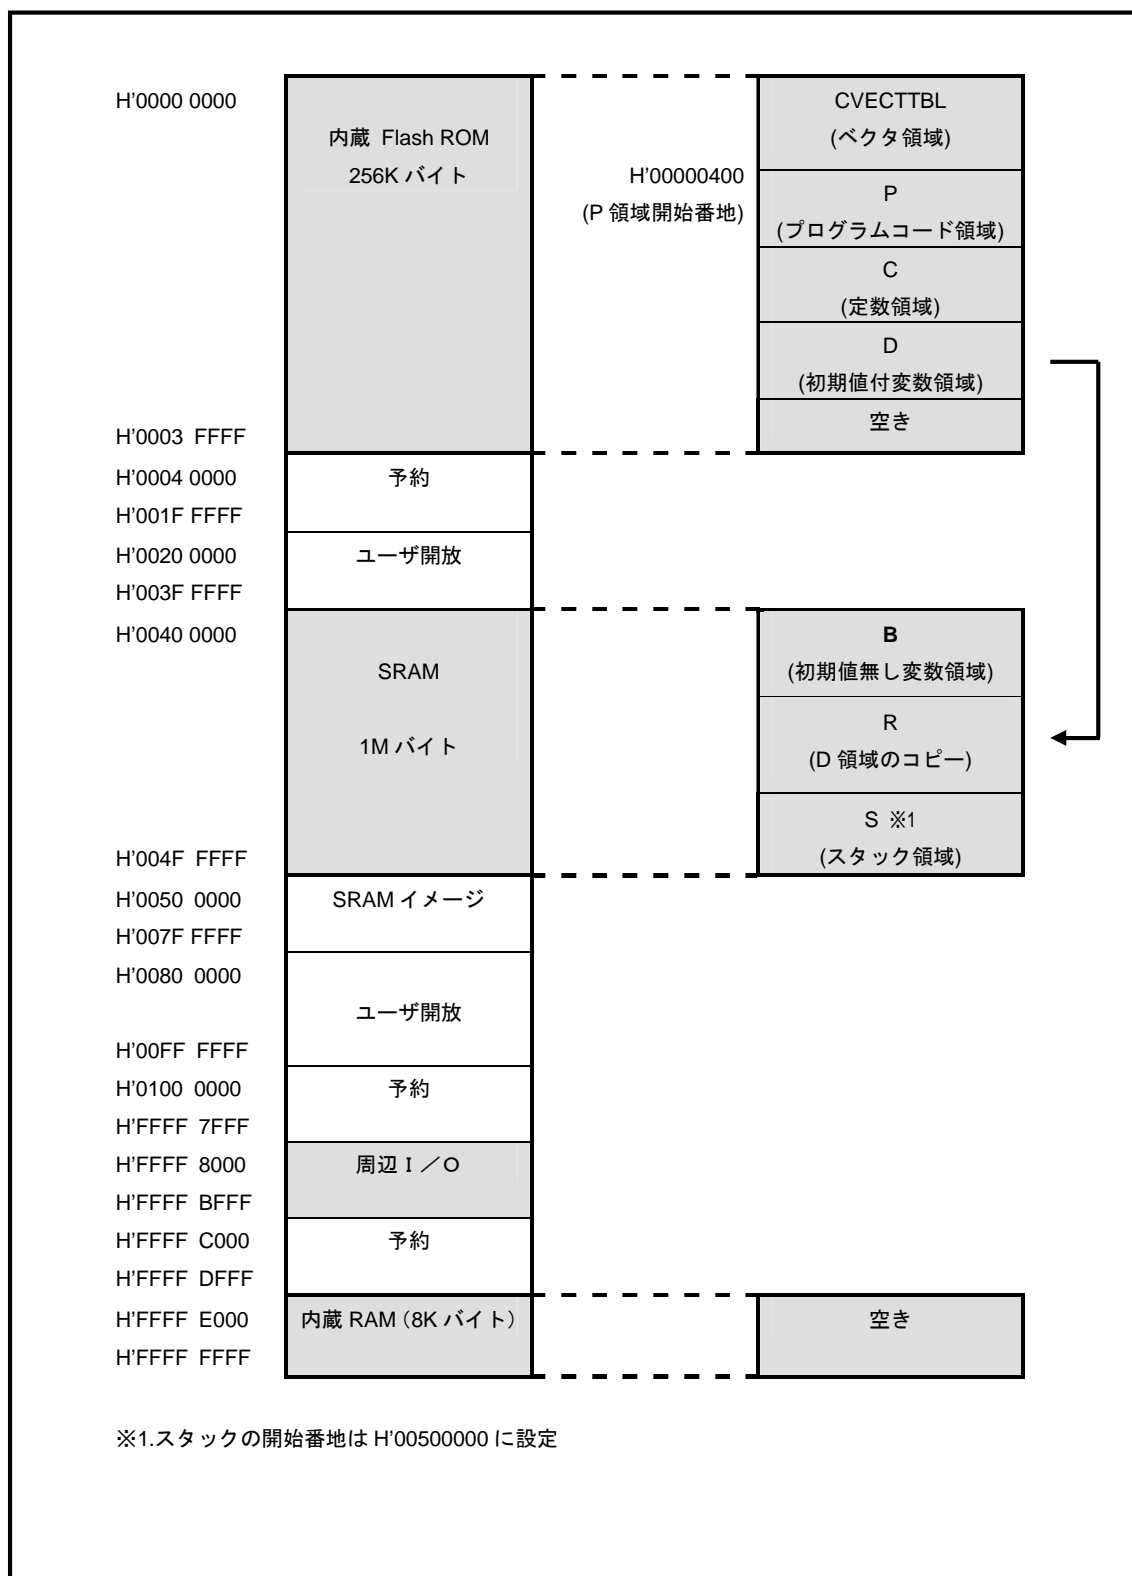 H'0000 0000
内蔵 Flash ROM
256K バイト
H'00000400
(P 領域開始番地)
CVECTTBL
(ベクタ領域)
P
(プログラムコード領域)
C
(定数領域)
D
(初期値付変数領域)
空き
H'0003 FFFF
H'0004 0000
予約
H'001F FFFF
H'0020 0000
ユーザ開放
H'003F FFFF
H'0040 0000
SRAM
1M バイト
B
(初期値無し変数領域)
R
(D 領域のコピー)
S ※1
(スタック領域)
H'004F FFFF
H'0050 0000
SRAM イメージ
H'007F FFFF
H'0080 0000
ユーザ開放
H'00FF FFFF
H'0100 0000
予約
H'FFFF 7FFF
H'FFFF 8000
周辺I/O
H'FFFF BFFF
H'FFFF C000
予約
H'FFFF DFFF
H'FFFF E000
内蔵 RAM(8K バイト)
空き
H'FFFF FFFF
※1.スタックの開始番地は H'00500000 に設定